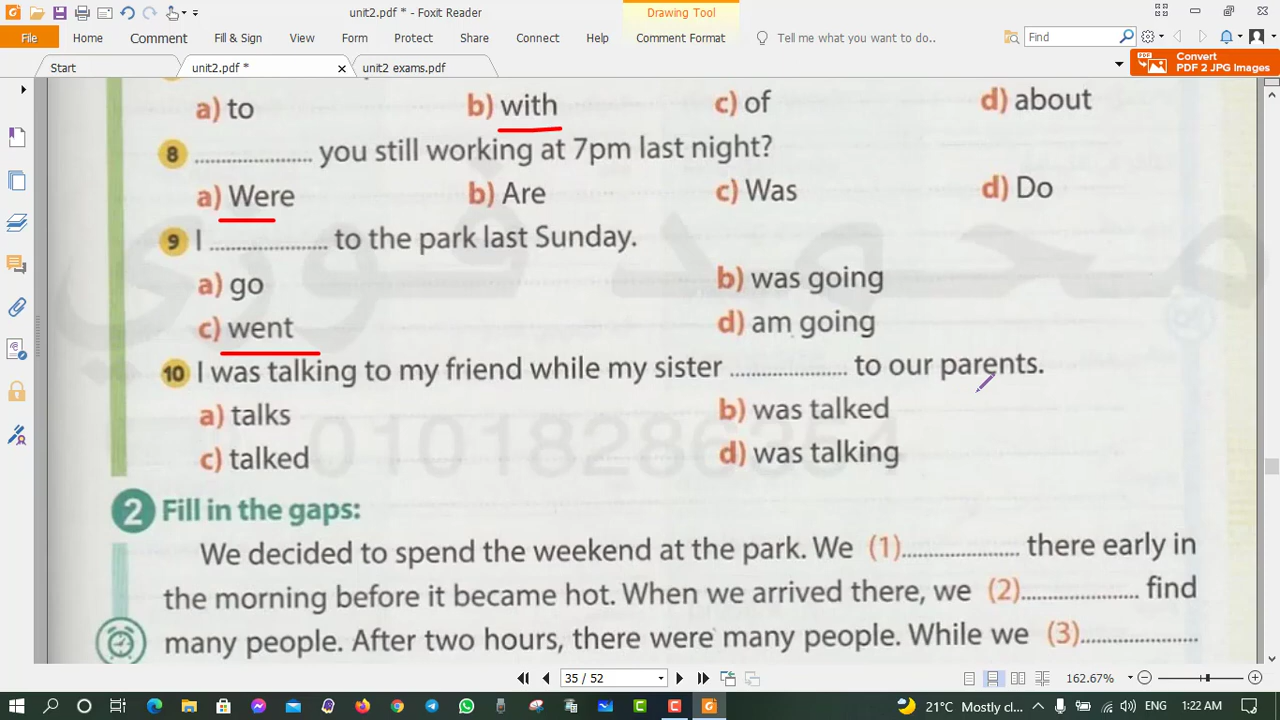 unit2.pdf * - Foxit Reader
Drawing Tool
File Home Comment Fill & Sign View Form Protect Share Connect Help Comment Format Tell me what you want to do.. Find
Start unit2.pdf * unit2 exams.pdf
Convert
PDF 2 JPG Images
a) to b) with c) of d) about
8 .................... you still working at 7pm last night?
a) Were b) Are c) Was d) Do
9 I .................... to the park last Sunday.
a) go b) was going
c) went d) am going
10 I was talking to my friend while my sister .................... to our parents.
a) talks b) was talked
c) talked d) was talking
محمد فوزي
2 Fill in the gaps:
We decided to spend the weekend at the park. We (1).................... there early in
the morning before it became hot. When we arrived there, we (2).................... find
many people. After two hours, there were many people. While we (3)....................
35 / 52 162.67%
21°C Mostly cl... ENG 1:22 AM